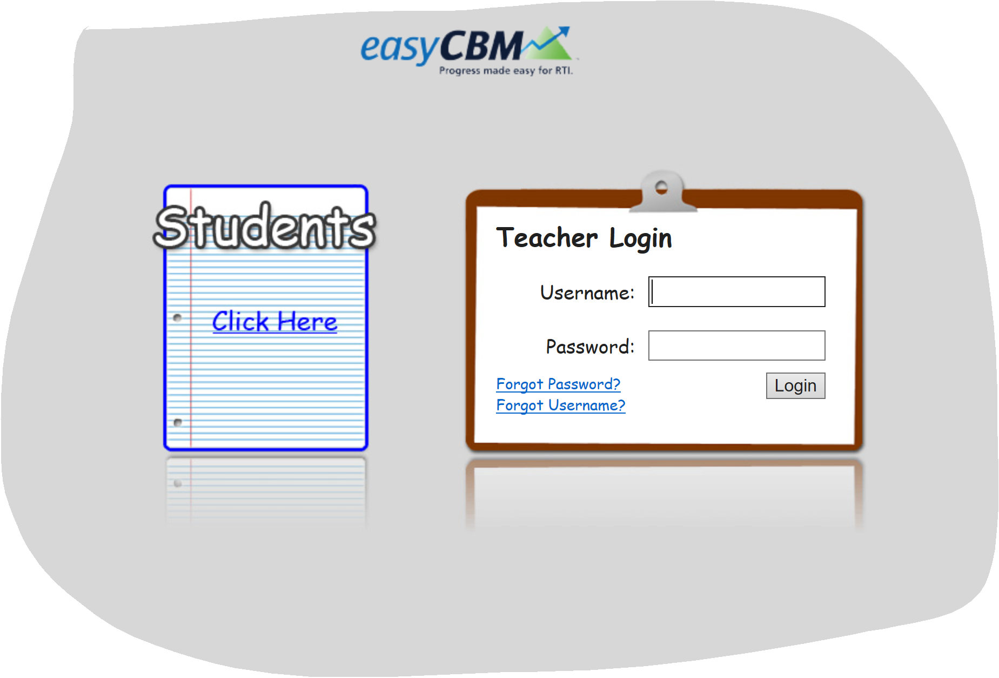 easyCBM
Progress made easy for RTI.
Students
Click Here
Teacher Login
Username:
Password:
Forgot Password?
Login
Forgot Username?